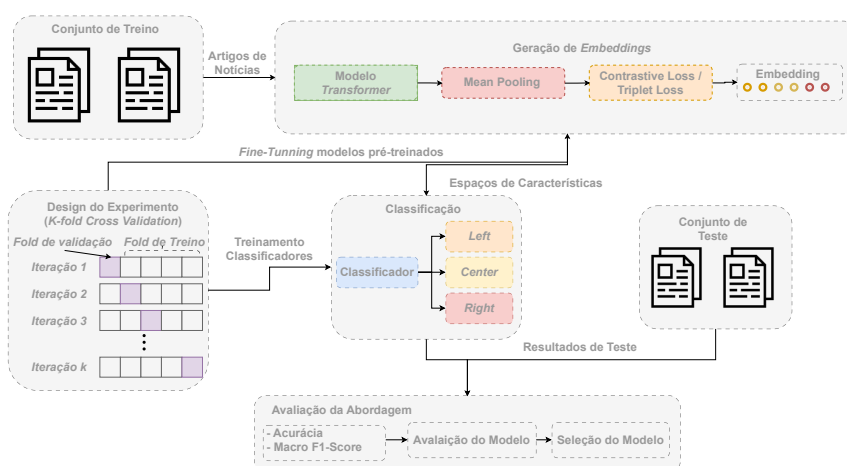 Conjunto de Treino
Artigos de
Notícias
Geração de Embeddings
Modelo
Transformer
Mean Pooling
Contrastive Loss /
Triplet Loss
Embedding
Fine-Tunning modelos pré-treinados
Espaços de Características
Design do Experimento
(K-fold Cross Validation)
Fold de validação
Fold de Treino
Iteração 1
Iteração 2
Iteração 3
Iteração k
Treinamento
Classificadores
Classificação
Classificador
Left
Center
Right
Conjunto de
Teste
Resultados de Teste
Avaliação da Abordagem
- Acurácia
- Macro F1-Score
Avalaição do Modelo
Seleção do Modelo